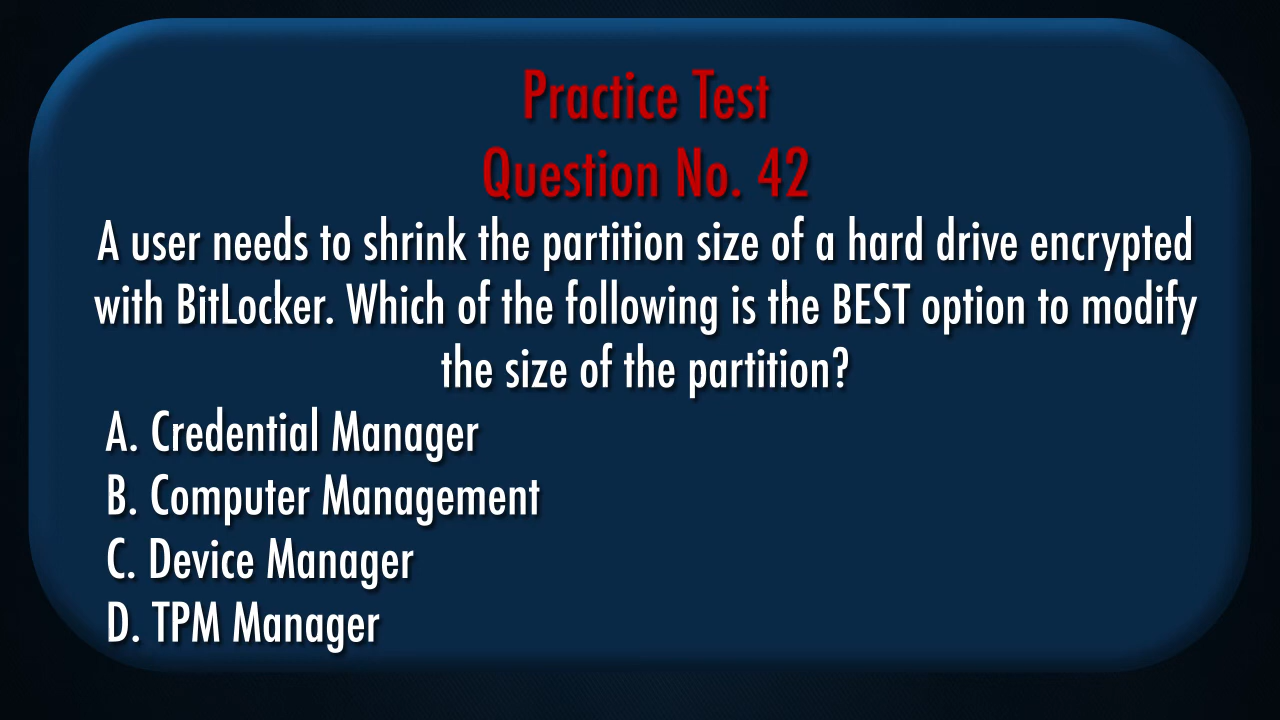 Practice Test
Question No. 42
A user needs to shrink the partition size of a hard drive encrypted
with BitLocker. Which of the following is the BEST option to modify
the size of the partition?
A. Credential Manager
B. Computer Management
C. Device Manager
D. TPM Manager